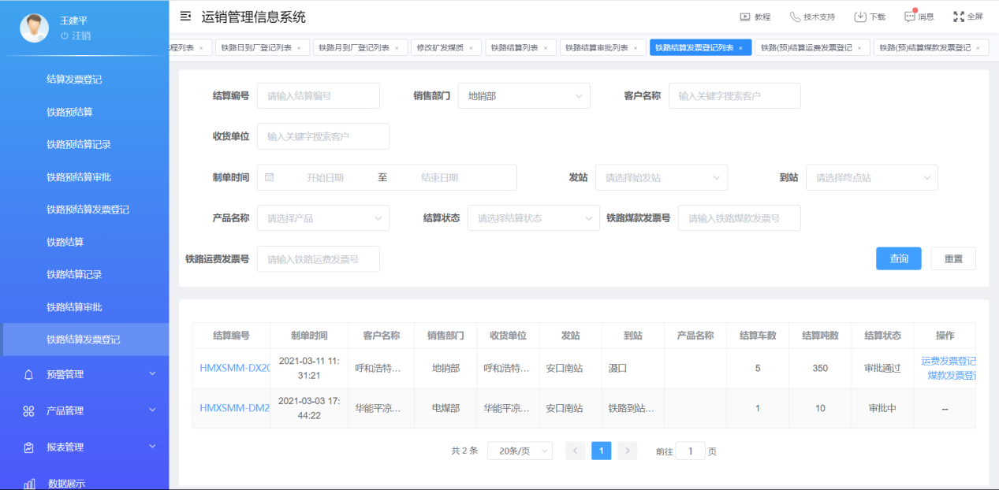 王建平
注销
运销管理信息系统
教程 技术支持 下载 消息 全屏
程列表 × 铁路日到厂登记列表 × 铁路月到厂登记列表 × 修改矿发煤质 × 铁路结算列表 × 铁路结算审批列表 × 铁路结算发票登记列表 × 铁路(预)结算运费发票登记 × 铁路(预)结算煤款发票登记 ×
结算发票登记
铁路预结算
铁路预结算记录
铁路预结算审批
铁路预结算发票登记
铁路结算
铁路结算记录
铁路结算审批
铁路结算发票登记
预警管理
产品管理
报表管理
数据展示
结算编号 请输入结算编号 销售部门 地销部 客户名称 输入关键字搜索客户
收货单位 输入关键字搜索客户
制单时间 开始日期 至 结束日期 发站 请选择始发站 到站 请选择终点站
产品名称 请选择产品 结算状态 请选择结算状态 铁路煤款发票号 请输入铁路煤款发票号
铁路运费发票号 请输入铁路运费发票号 查询 重置
结算编号 制单时间 客户名称 销售部门 收货单位 发站 到站 产品名称 结算车数 结算吨数 结算状态 操作
HMXSMM-DX20 2021-03-11 11:31:21 呼和浩特... 地销部 呼和浩特... 安口南站 滠口 5 350 审批通过 运费发票登记
煤款发票登
HMXSMM-DM2 2021-03-03 17:44:22 华能平凉... 电煤部 华能平凉... 安口南站 铁路到站... 1 10 审批中 --
共 2 条 20条/页 < 1 > 前往 1 页